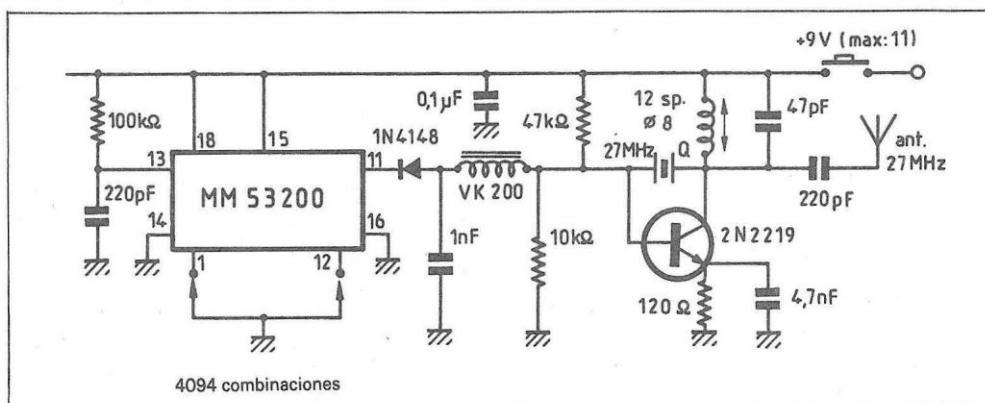 +9V (max:11)
100kΩ
18
15
0,1µF
47kΩ
12 sp.
ø 8
47pF
ant.
27MHz
13
11
1N4148
27MHz
Q
220pF
MM 53200
VK 200
220pF
14
16
2N2219
1
12
1nF
10kΩ
120 Ω
4,7nF
4094 combinaciones